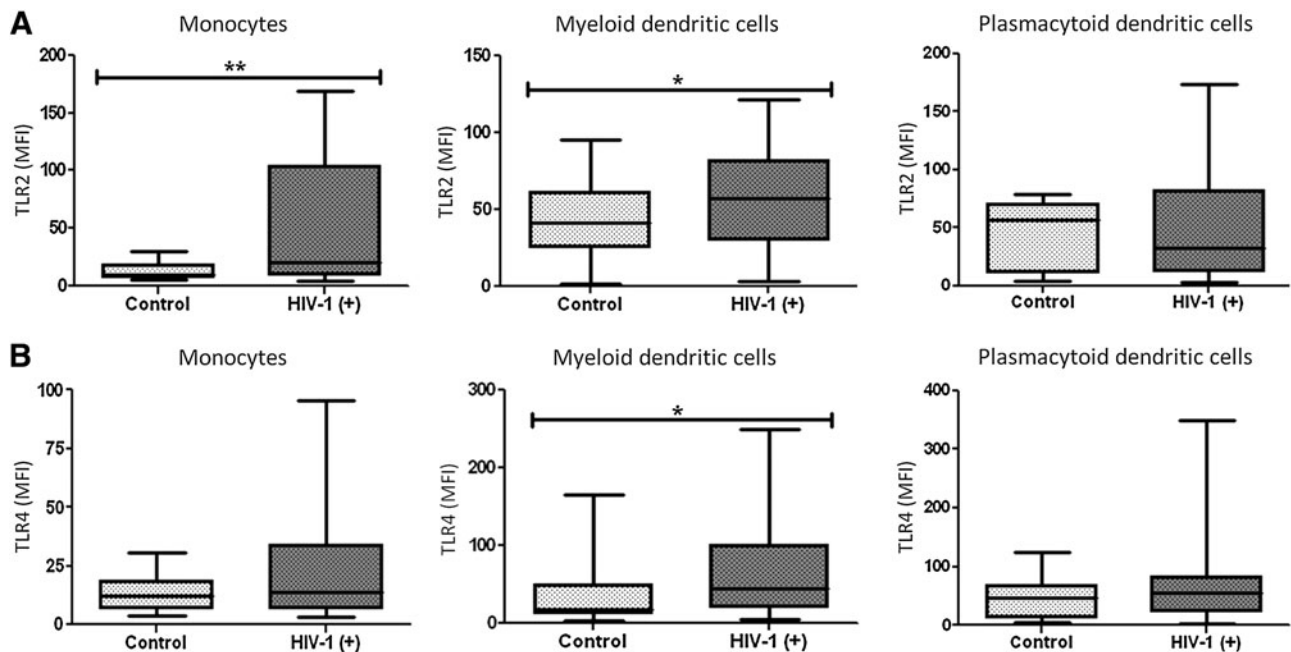 A
Monocytes
Myeloid dendritic cells
Plasmacytoid dendritic cells
TLR2 (MFI)
200
150
100
50
0
**
Control
HIV-1 (+)
TLR2 (MFI)
150
100
50
0
*
Control
HIV-1 (+)
TLR2 (MFI)
200
150
100
50
0
Control
HIV-1 (+)
B
Monocytes
Myeloid dendritic cells
Plasmacytoid dendritic cells
TLR4 (MFI)
100
75
50
25
0
Control
HIV-1 (+)
TLR4 (MFI)
300
200
100
0
*
Control
HIV-1 (+)
TLR4 (MFI)
400
300
200
100
0
Control
HIV-1 (+)